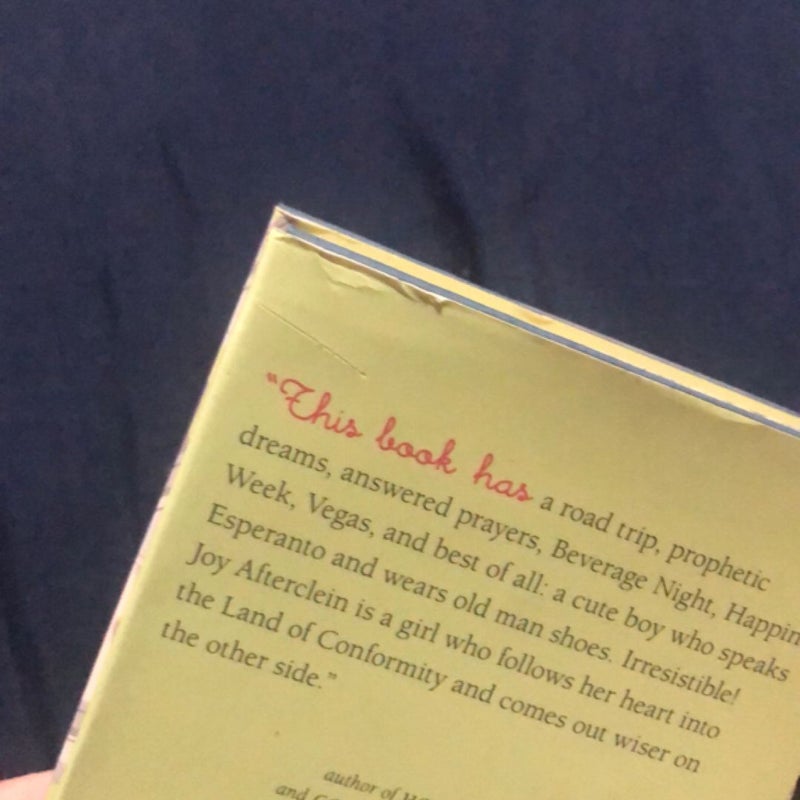 "This book has a road trip, prophetic
dreams, answered prayers, Beverage Night, Happin
Week, Vegas, and best of all: a cute boy who speaks
Esperanto and wears old man shoes. Irresistible!
Joy Afterclein is a girl who follows her heart into
the Land of Conformity and comes out wiser on
the other side."
author of
and